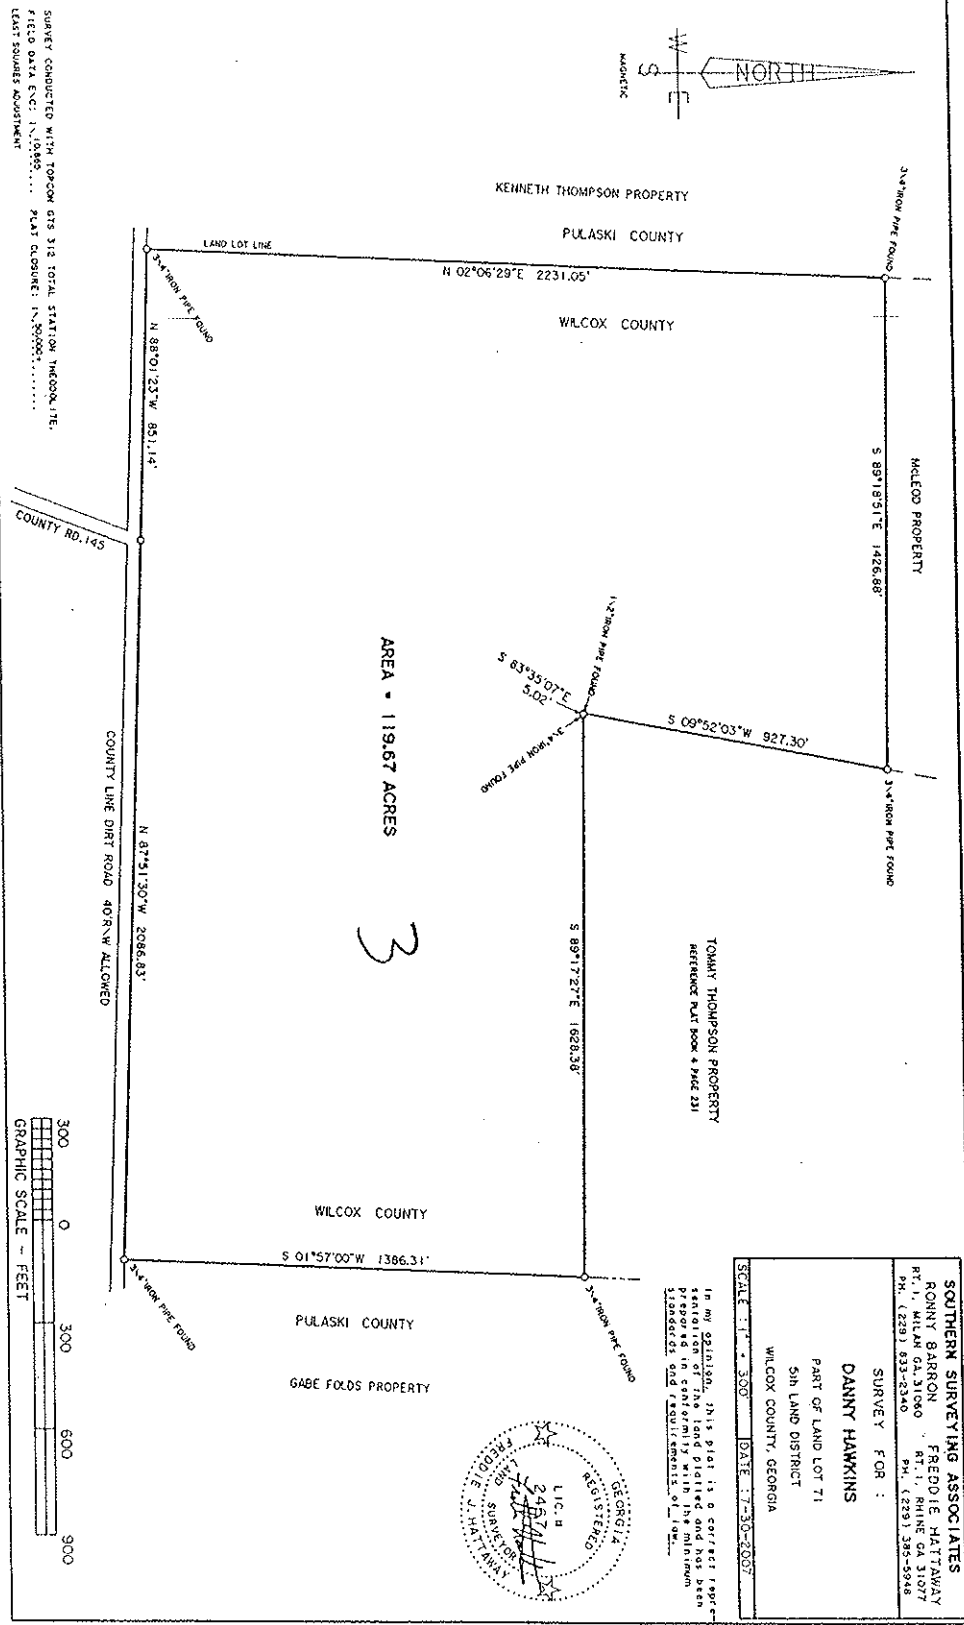 SOUTHERN SURVEYING ASSOCIATES
RONNY BARRON FREDDIE HATTAWAY
RT. 1, MILAN GA. 31060 RT. 1, RHINE GA 31077
PH. (229) 833-2340 PH. (229) 385-5948
SURVEY FOR :
DANNY HAWKINS
PART OF LAND LOT 71
5th LAND DISTRICT
WILCOX COUNTY, GEORGIA
SCALE : 1" = 300' DATE : 7-30-2007
In my opinion, this plat is a correct repre-
sentation of the land platted and has been
prepared in conformity with the minimum
standards and requirements of law.
NORTH
W E
S
MAGNETIC
KENNETH THOMPSON PROPERTY
PULASKI COUNTY
LAND LOT LINE
N 02°06'29"E 2231.05'
WILCOX COUNTY
3\4"IRON PIPE FOUND
McLEOD PROPERTY
S 89°18'51"E 1426.88'
3\4"IRON PIPE FOUND
S 09°52'03"W 927.30'
1\2"IRON PIPE FOUND
S 83°35'07"E
5.02'
3\4"IRON PIPE FOUND
TOMMY THOMPSON PROPERTY
REFERENCE PLAT BOOK 4 PAGE 231
S 89°17'27"E 1628.38'
AREA = 119.67 ACRES
3
3\4"IRON PIPE FOUND
WILCOX COUNTY
S 01°57'00"W 1386.31'
PULASKI COUNTY
GABE FOLDS PROPERTY
3\4"IRON PIPE FOUND
3\4"IRON PIPE FOUND
N 88°01'23"W 851.14'
N 87°51'30"W 2086.83'
COUNTY LINE DIRT ROAD 40'R\W ALLOWED
COUNTY RD. 145
GEORGIA
REGISTERED
LIC.#
2467
LAND SURVEYOR
FREDDIE J. HATTAWAY
300 0 300 600 900
GRAPHIC SCALE - FEET
SURVEY CONDUCTED WITH TOPCON GTS 312 TOTAL STATION THEODOLITE,
FIELD DATA
PLAT CLOSURE:
LEAST SQUARES ADJUSTMENT